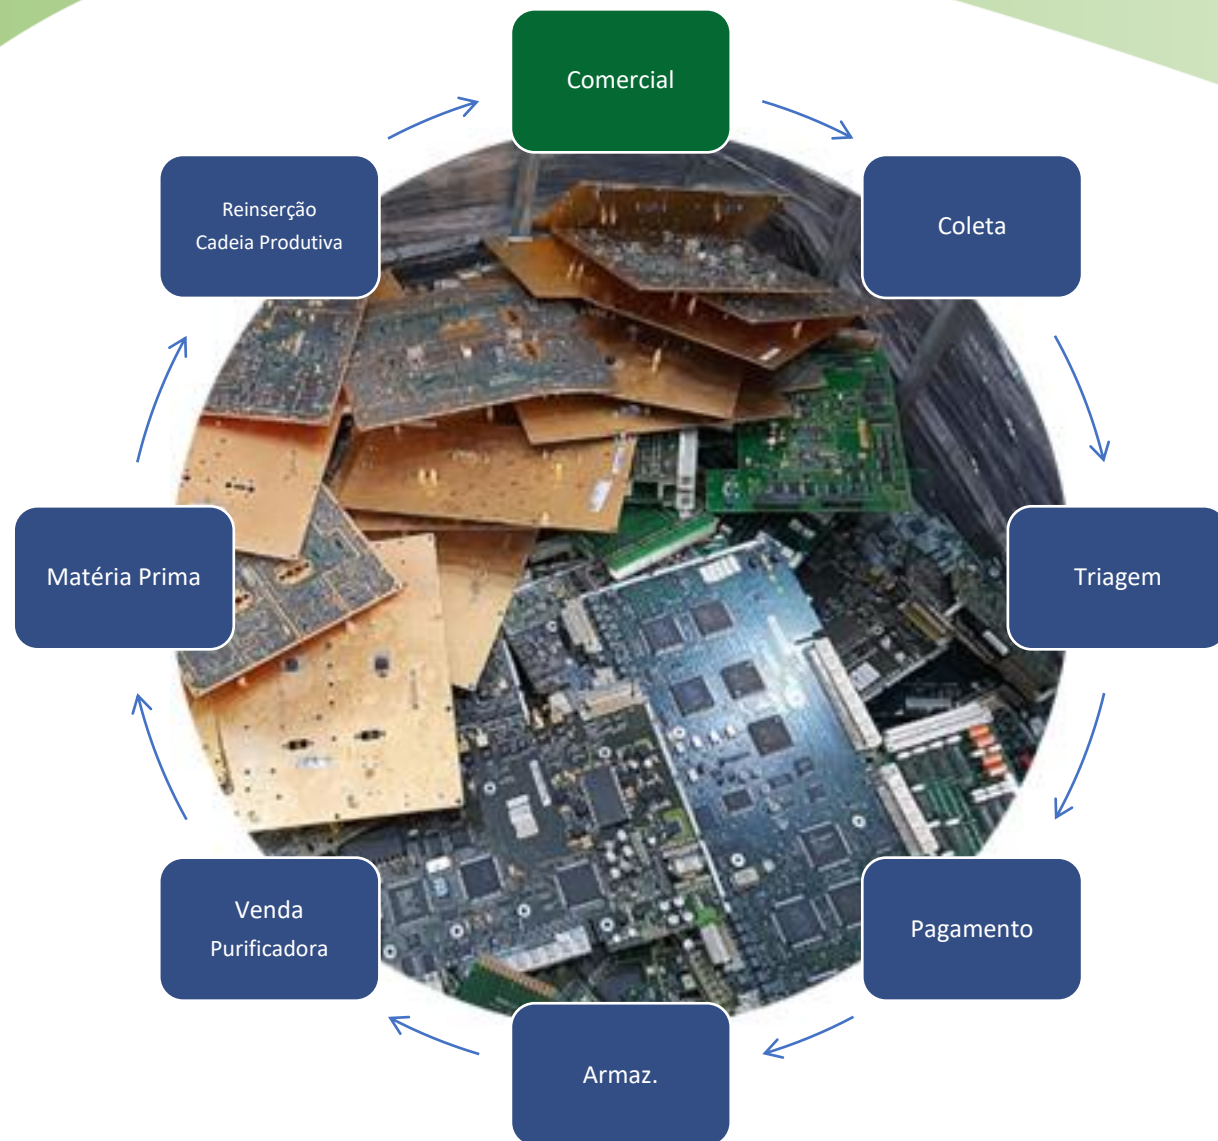 Comercial
Coleta
Triagem
Pagamento
Armaz.
Venda
Purificadora
Matéria Prima
Reinserção
Cadeia Produtiva